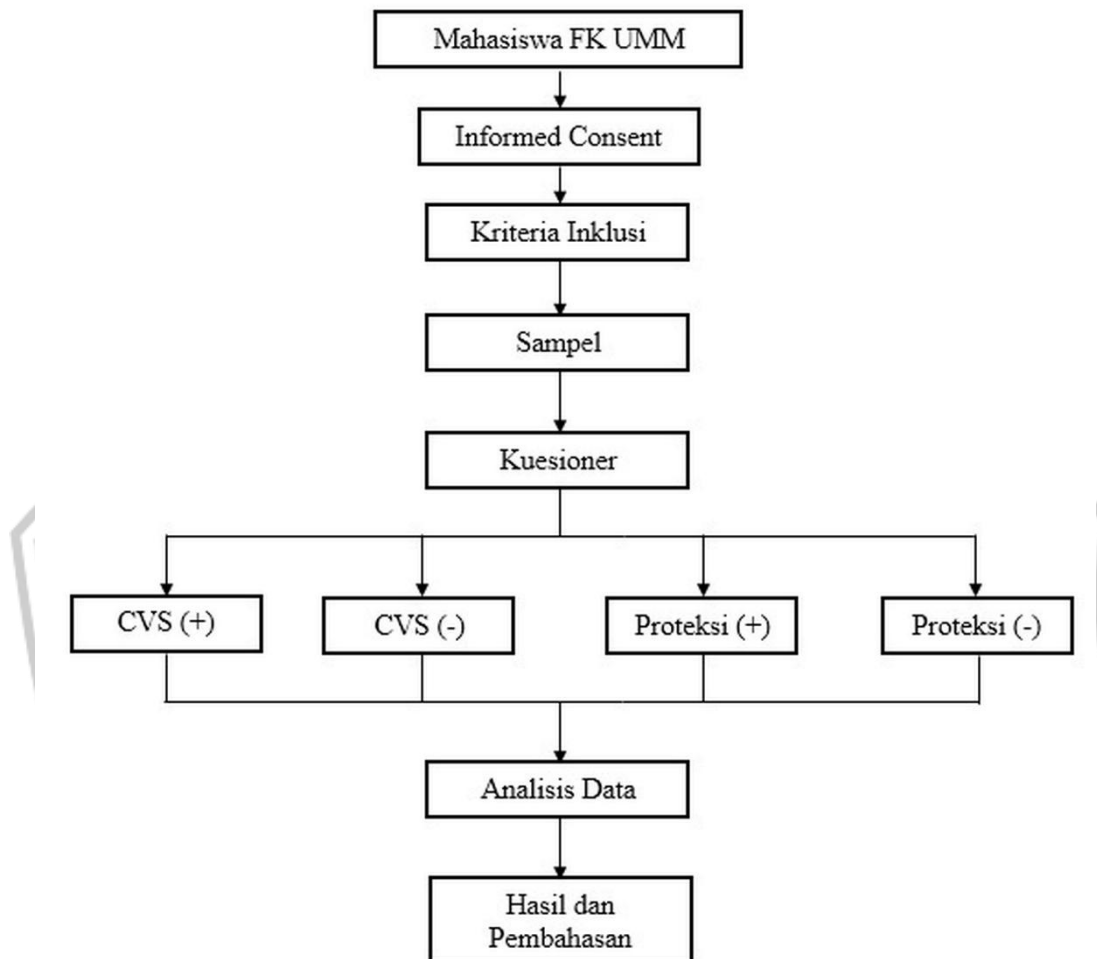 Mahasiswa FK UMM
Informed Consent
Kriteria Inklusi
Sampel
Kuesioner
CVS (+)
CVS (-)
Proteksi (+)
Proteksi (-)
Analisis Data
Hasil dan
Pembahasan